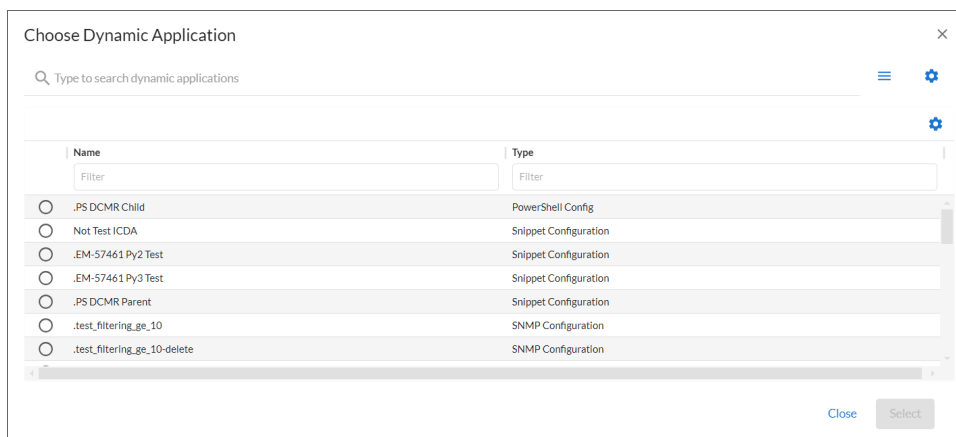 Choose Dynamic Application
Type to search dynamic applications
Name Type
Filter Filter
.PS DCMR Child PowerShell Config
Not Test ICDA Snippet Configuration
.EM-57461 Py2 Test Snippet Configuration
.EM-57461 Py3 Test Snippet Configuration
.PS DCMR Parent Snippet Configuration
.test_filtering_ge_10 SNMP Configuration
.test_filtering_ge_10-delete SNMP Configuration
Close Select